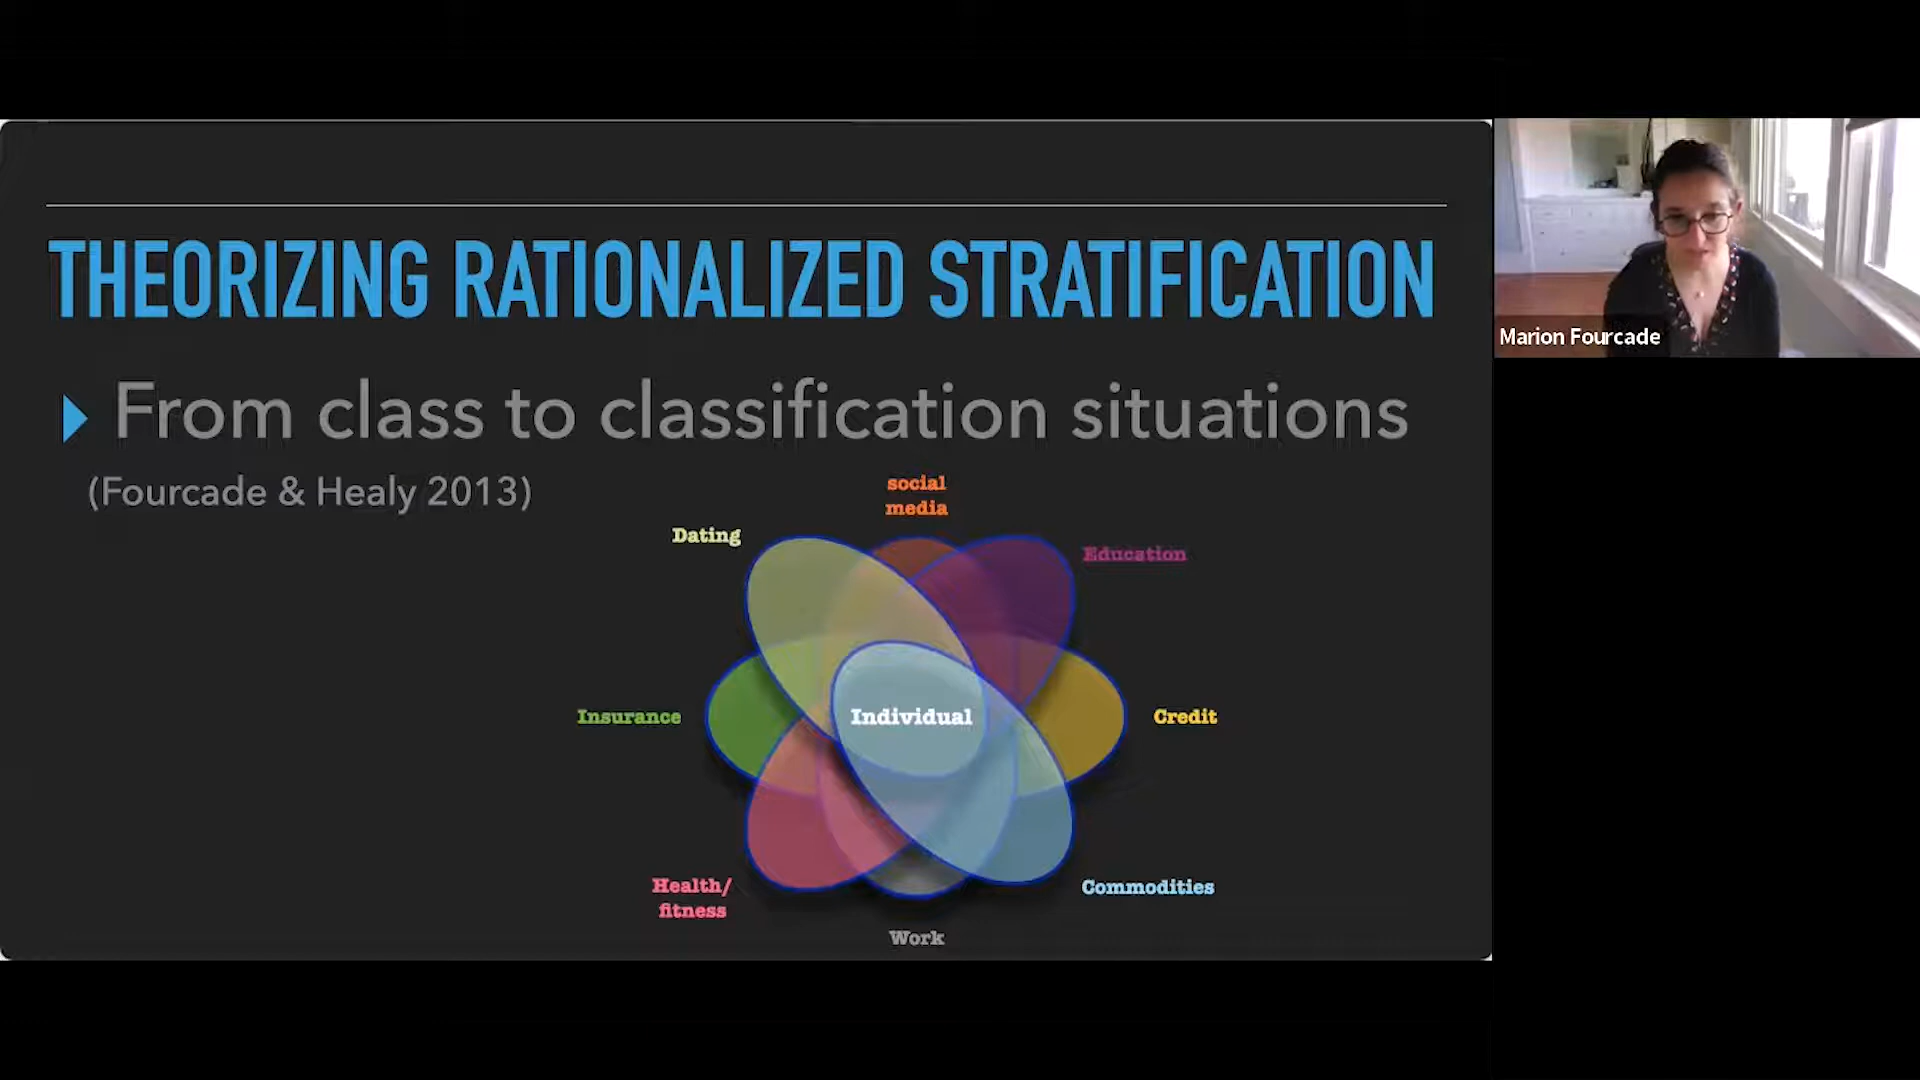 THEORIZING RATIONALIZED STRATIFICATION
From class to classification situations
(Fourcade & Healy 2013)
social
media
Dating
Education
Insurance
Individual
Credit
Health/
fitness
Commodities
Work
Marion Fourcade